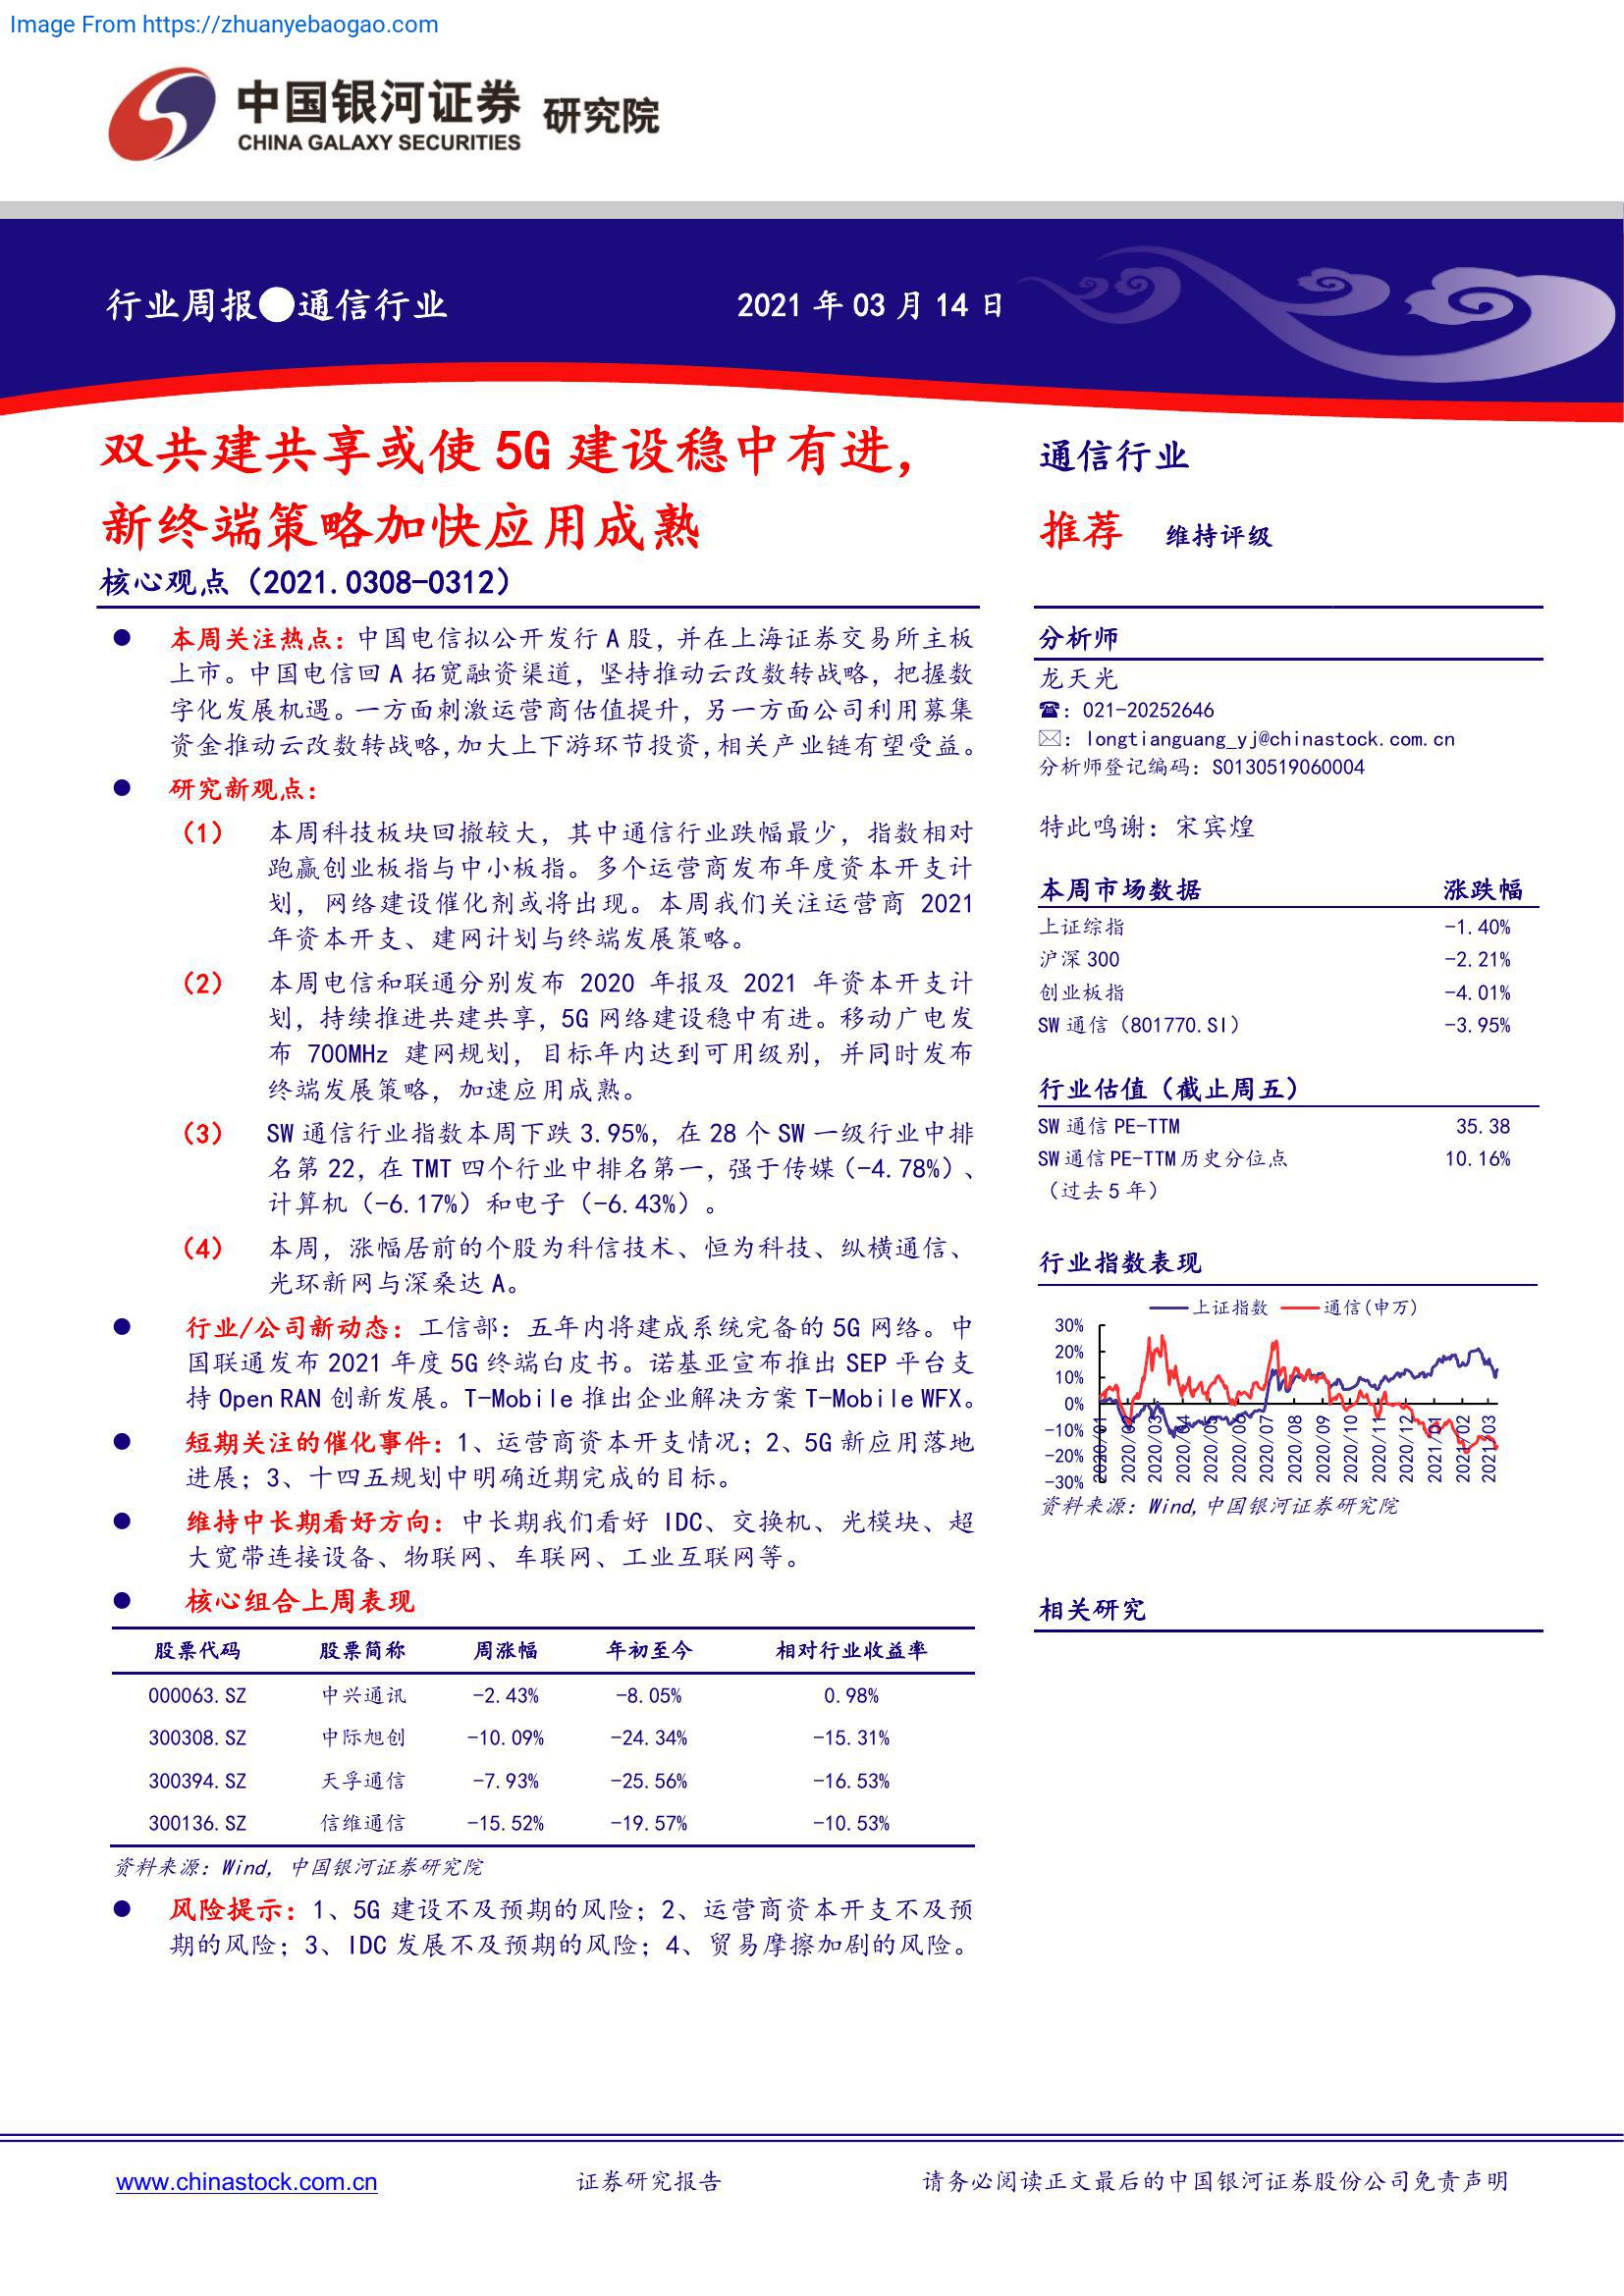 Image From https://zhuanyebaogao.com
中国银河证券 研究院
CHINA GALAXY SECURITIES
行业周报●通信行业
2021 年 03 月 14 日
双共建共享或使 5G 建设稳中有进，
新终端策略加快应用成熟
核心观点（2021.0308-0312）
● 本周关注热点：中国电信拟公开发行 A 股，并在上海证券交易所主板
上市。中国电信回 A 拓宽融资渠道，坚持推动云改数转战略，把握数
字化发展机遇。一方面刺激运营商估值提升，另一方面公司利用募集
资金推动云改数转战略，加大上下游环节投资，相关产业链有望受益。
● 研究新观点：
（1） 本周科技板块回撤较大，其中通信行业跌幅最少，指数相对
跑赢创业板指与中小板指。多个运营商发布年度资本开支计
划，网络建设催化剂或将出现。本周我们关注运营商 2021
年资本开支、建网计划与终端发展策略。
（2） 本周电信和联通分别发布 2020 年报及 2021 年资本开支计
划，持续推进共建共享，5G 网络建设稳中有进。移动广电发
布 700MHz 建网规划，目标年内达到可用级别，并同时发布
终端发展策略，加速应用成熟。
（3） SW 通信行业指数本周下跌 3.95%，在 28 个 SW 一级行业中排
名第 22，在 TMT 四个行业中排名第一，强于传媒（-4.78%）、
计算机（-6.17%）和电子（-6.43%）。
（4） 本周，涨幅居前的个股为科信技术、恒为科技、纵横通信、
光环新网与深桑达 A。
● 行业/公司新动态：工信部：五年内将建成系统完备的 5G 网络。中
国联通发布 2021 年度 5G 终端白皮书。诺基亚宣布推出 SEP 平台支
持 Open RAN 创新发展。T-Mobile 推出企业解决方案 T-Mobile WFX。
● 短期关注的催化事件：1、运营商资本开支情况；2、5G 新应用落地
进展；3、十四五规划中明确近期完成的目标。
● 维持中长期看好方向：中长期我们看好 IDC、交换机、光模块、超
大宽带连接设备、物联网、车联网、工业互联网等。
● 核心组合上周表现
股票代码 股票简称 周涨幅 年初至今 相对行业收益率
000063.SZ 中兴通讯 -2.43% -8.05% 0.98%
300308.SZ 中际旭创 -10.09% -24.34% -15.31%
300394.SZ 天孚通信 -7.93% -25.56% -16.53%
300136.SZ 信维通信 -15.52% -19.57% -10.53%
资料来源：Wind, 中国银河证券研究院
● 风险提示：1、5G 建设不及预期的风险；2、运营商资本开支不及预
期的风险；3、IDC 发展不及预期的风险；4、贸易摩擦加剧的风险。
通信行业
推荐 维持评级
分析师
龙天光
☎：021-20252646
✉：longtianguang_yj@chinastock.com.cn
分析师登记编码：S0130519060004
特此鸣谢：宋宾煌
本周市场数据 涨跌幅
上证综指 -1.40%
沪深 300 -2.21%
创业板指 -4.01%
SW 通信（801770.SI） -3.95%
行业估值（截止周五）
SW 通信 PE-TTM 35.38
SW 通信 PE-TTM 历史分位点 10.16%
（过去 5 年）
行业指数表现
上证指数 通信(申万)
30%
20%
10%
0%
-10%
-20%
-30%
2020/01 2020/02 2020/03 2020/04 2020/05 2020/06 2020/07 2020/08 2020/09 2020/10 2020/11 2020/12 2021/01 2021/02 2021/03
资料来源：Wind, 中国银河证券研究院
相关研究
www.chinastock.com.cn 证券研究报告 请务必阅读正文最后的中国银河证券股份公司免责声明